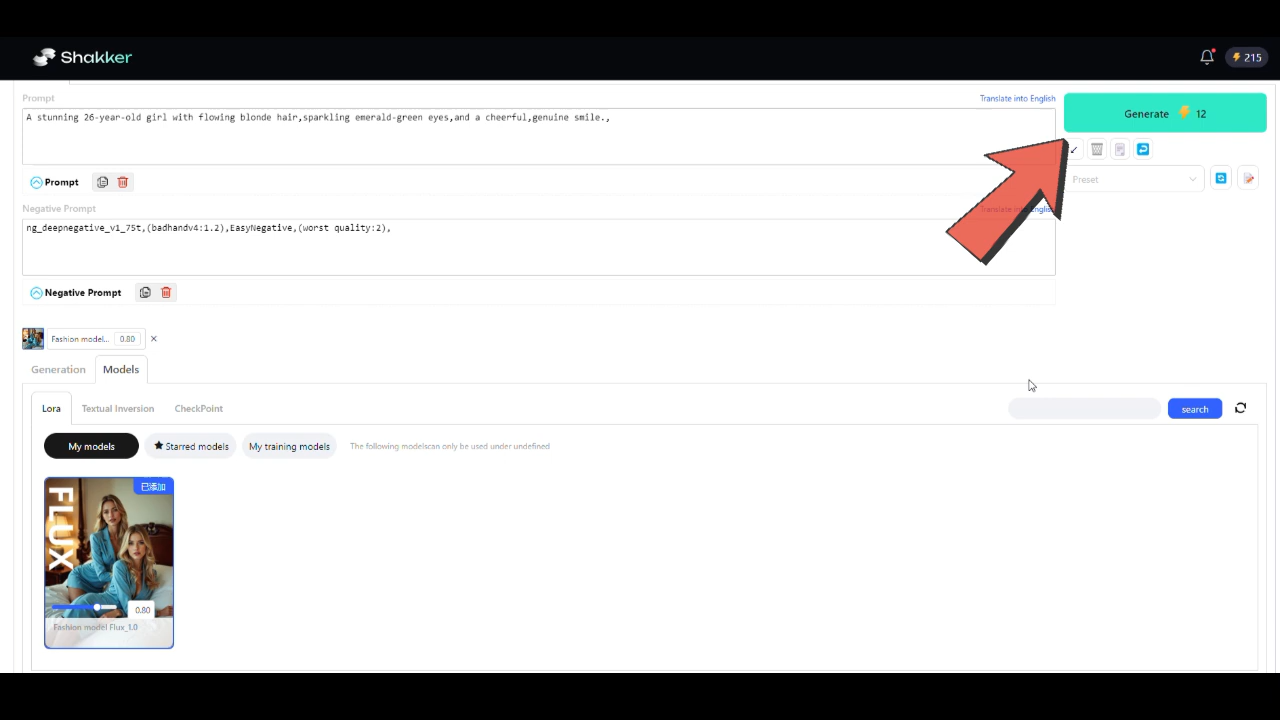 Shakker
215
Prompt
Translate into English
A stunning 26-year-old girl with flowing blonde hair,sparkling emerald-green eyes,and a cheerful,genuine smile.,
Generate 12
Prompt
Preset
Negative Prompt
Translate into English
ng_deepnegative_v1_75t,(badhandv4:1.2),EasyNegative,(worst quality:2),
Negative Prompt
Fashion model... 0.80
Generation Models
Lora Textual Inversion CheckPoint
search
My models Starred models My training models The following modelscan only be used under undefined
已添加
FLUX
0.80
Fashion model Flux_1.0